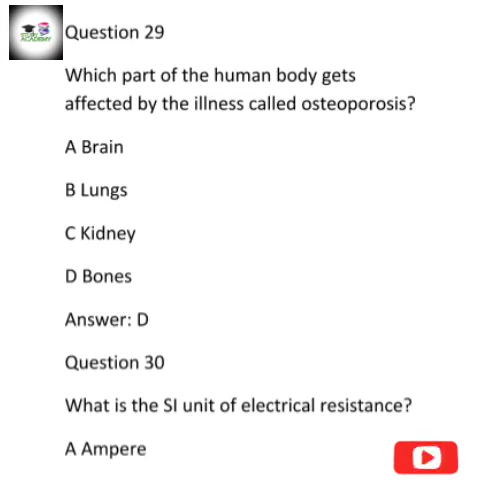 Question 29
Which part of the human body gets
affected by the illness called osteoporosis?
A Brain
B Lungs
C Kidney
D Bones
Answer: D
Question 30
What is the SI unit of electrical resistance?
A Ampere